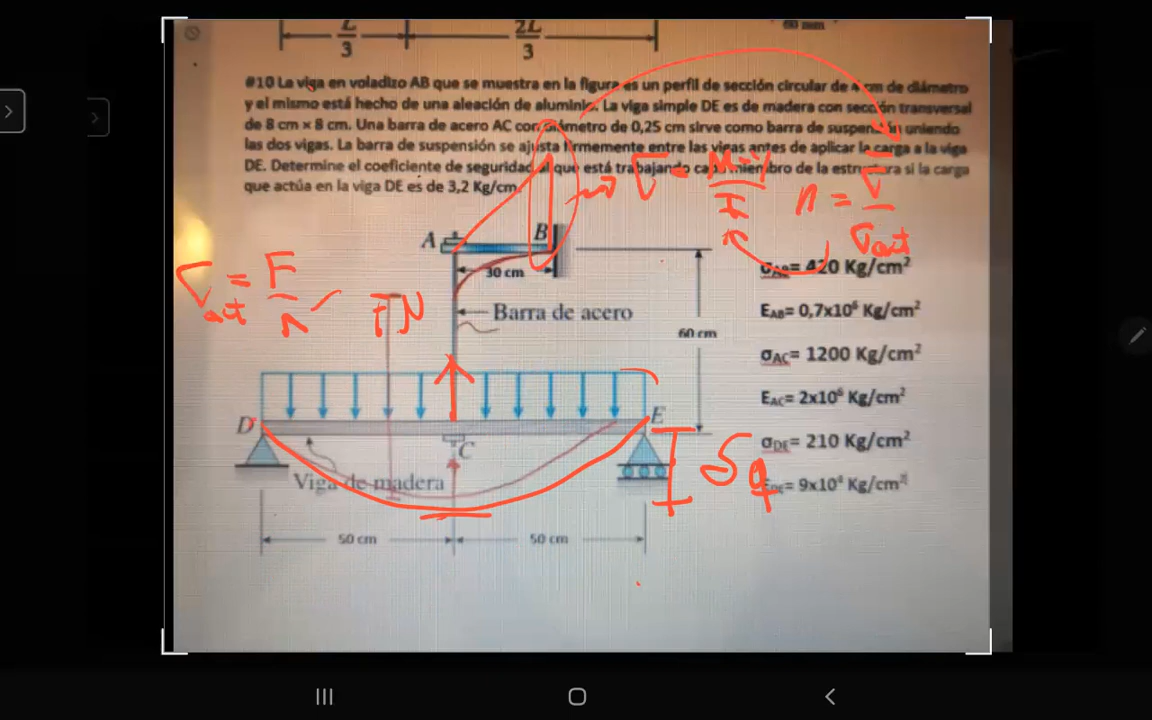 L
3
2L
3
60 mm
#10 La viga en voladizo AB que se muestra en la figura es un perfil de sección circular de 4 cm de diámetro
y el mismo está hecho de una aleación de aluminio. La viga simple DE es de madera con sección transversal
de 8 cm × 8 cm. Una barra de acero AC con diámetro de 0,25 cm sirve como barra de suspensión uniendo
las dos vigas. La barra de suspensión se ajusta firmemente entre las vigas antes de aplicar la carga a la viga
DE. Determine el coeficiente de seguridad al que está trabajando cada miembro de la estructura si la carga
que actúa en la viga DE es de 3,2 Kg/cm.
σ =
I
n = σ
σact
A
B
30 cm
σact = F
Barra de acero
60 cm
σAB= 420 Kg/cm²
EAB= 0,7x10⁶ Kg/cm²
σAC= 1200 Kg/cm²
EAC= 2x10⁶ Kg/cm²
σDE= 210 Kg/cm²
= 9x10⁴ Kg/cm²
D
E
C
δq
Viga de madera
50 cm
50 cm